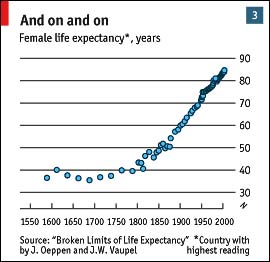 3
And on and on
Female life expectancy*, years
90
80
70
60
50
40
30
N
1550 1600 1650 1700 1750 1800 1850 1900 1950 2000
Source: "Broken Limits of Life Expectancy" *Country with
by J. Oeppen and J.W. Vaupel highest reading